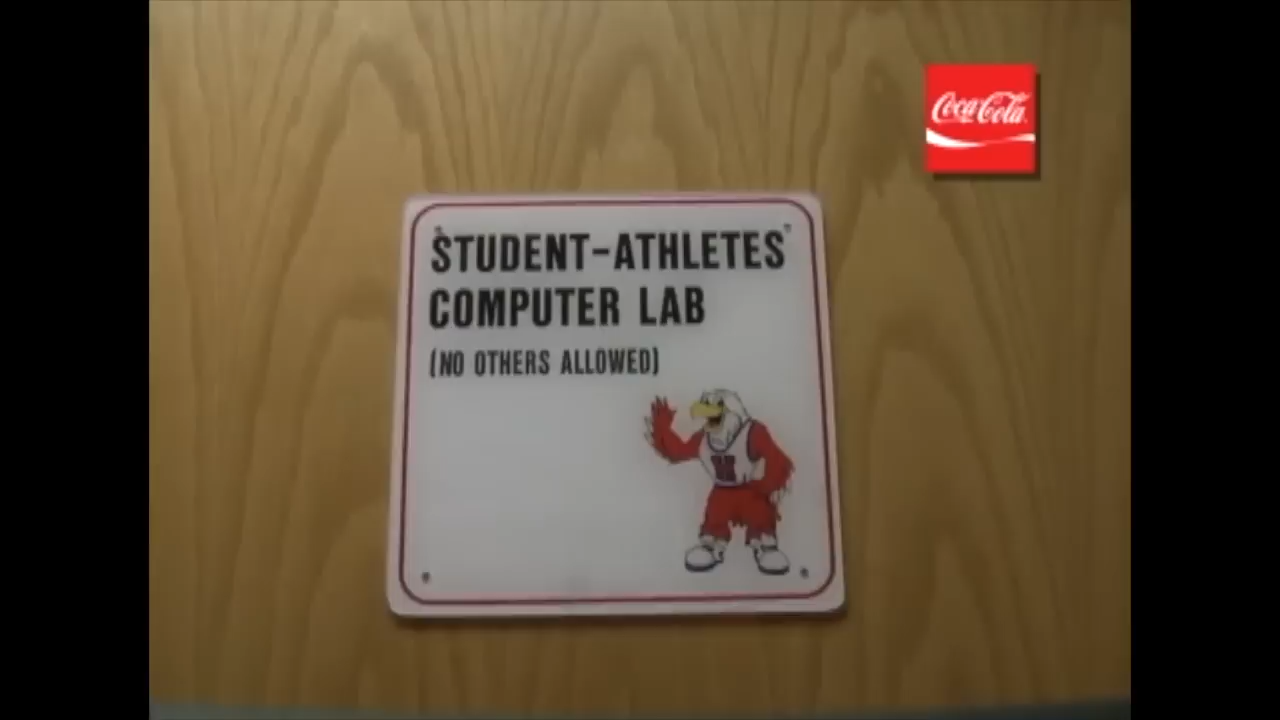 Coca-Cola
STUDENT-ATHLETES
COMPUTER LAB
(NO OTHERS ALLOWED)
H